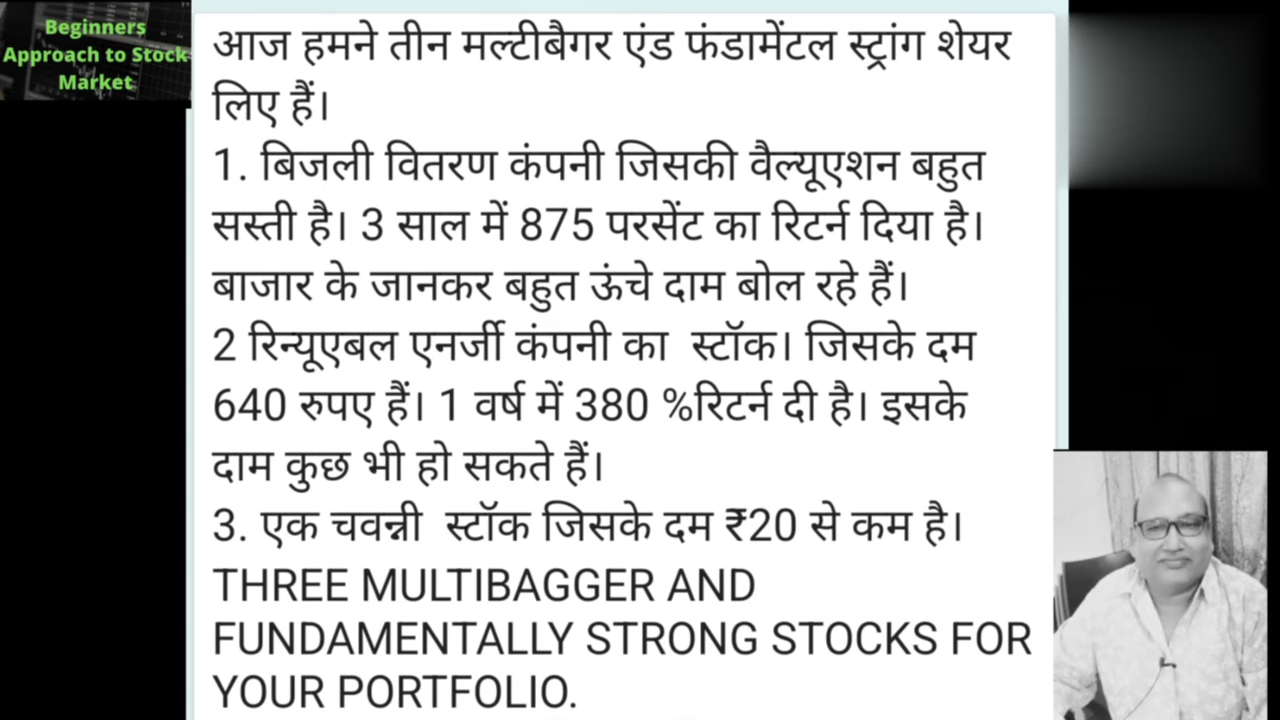 Beginners
Approach to Stock
Market
आज हमने तीन मल्टीबैगर एंड फंडामेंटल स्ट्रांग शेयर
लिए हैं।
1. बिजली वितरण कंपनी जिसकी वैल्यूएशन बहुत
सस्ती है। 3 साल में 875 परसेंट का रिटर्न दिया है।
बाजार के जानकर बहुत ऊंचे दाम बोल रहे हैं।
2 रिन्यूएबल एनर्जी कंपनी का स्टॉक। जिसके दम
640 रुपए हैं। 1 वर्ष में 380 %रिटर्न दी है। इसके
दाम कुछ भी हो सकते हैं।
3. एक चवन्नी स्टॉक जिसके दम ₹20 से कम है।
THREE MULTIBAGGER AND
FUNDAMENTALLY STRONG STOCKS FOR
YOUR PORTFOLIO.